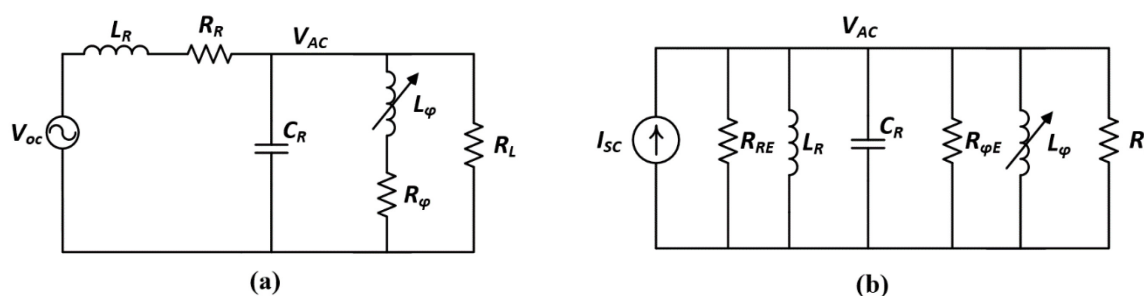 L_R R_R V_AC
V_oc C_R L_φ R_φ R_L
(a)
V_AC
I_SC R_RE L_R C_R R_φE L_φ R
(b)